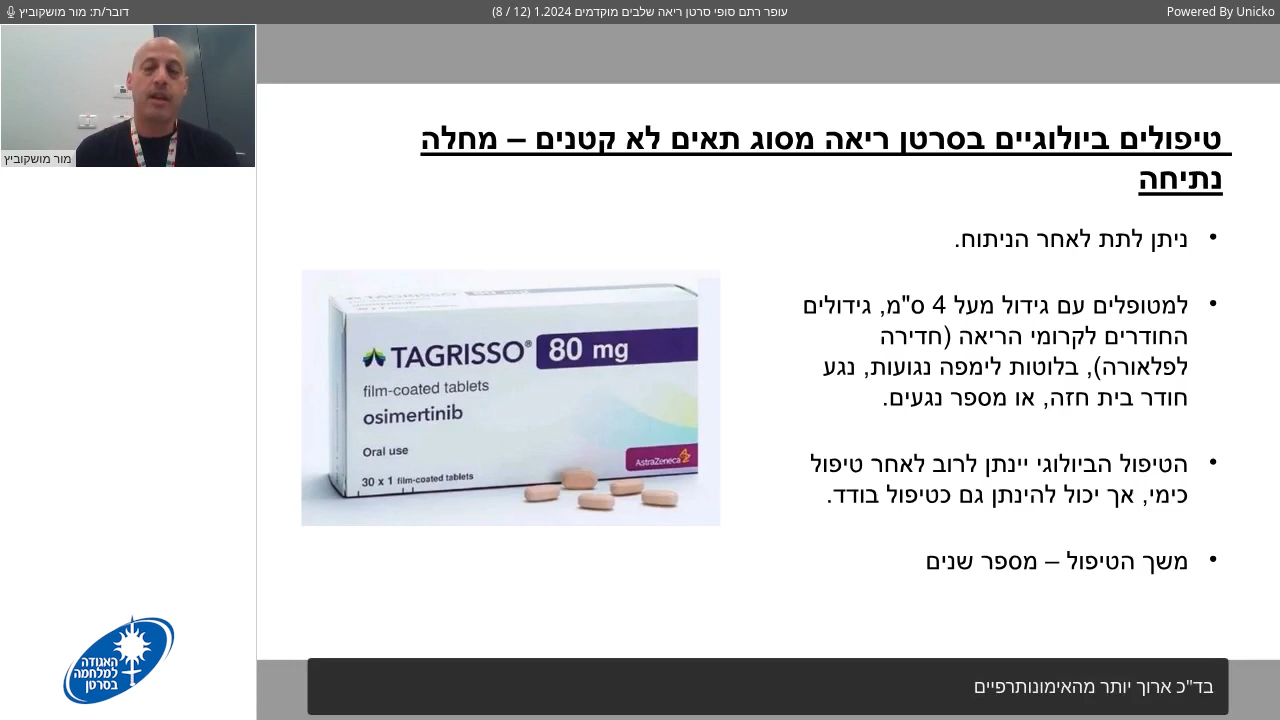 דובר/ת: מור מושקוביץ
עופר רתם סופי סרטן ריאה שלבים מוקדמים 1.2024 (12 / 8)
Powered By Unicko
מור מושקוביץ
טיפולים ביולוגיים בסרטן ריאה מסוג תאים לא קטנים – מחלה
נתיחה
• ניתן לתת לאחר הניתוח.
• למטופלים עם גידול מעל 4 ס"מ, גידולים
החודרים לקרומי הריאה (חדירה
לפלאורה), בלוטות לימפה נגועות, נגע
חודר בית חזה, או מספר נגעים.
• הטיפול הביולוגי יינתן לרוב לאחר טיפול
כימי, אך יכול להינתן גם כטיפול בודד.
• משך הטיפול – מספר שנים
TAGRISSO® 80 mg
film-coated tablets
osimertinib
Oral use
AstraZeneca
30 x 1 film-coated tablets
האגודה
למלחמה
בסרטן
בד"כ ארוך יותר מהאימונותרפיים